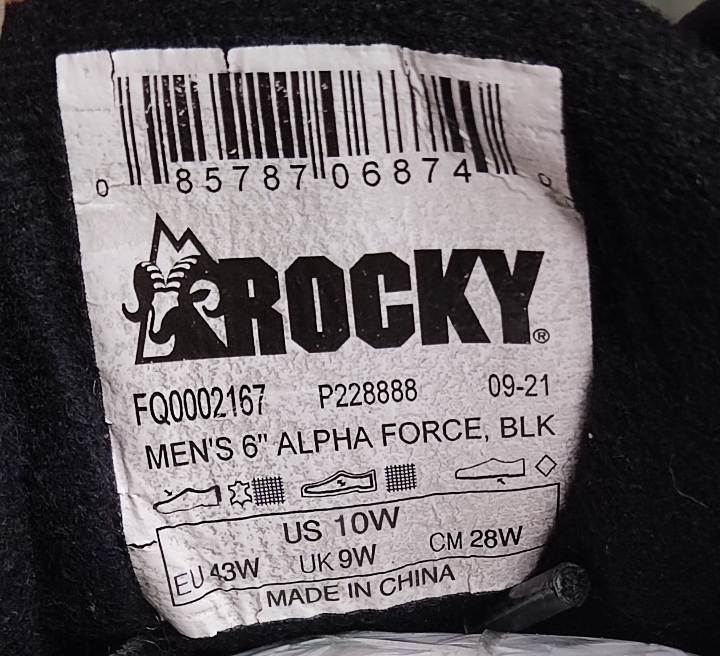 0 85787 06874 0
ROCKY®
FQ0002167 P228888 09-21
MEN'S 6" ALPHA FORCE, BLK
US 10W
EU 43W UK 9W CM 28W
MADE IN CHINA